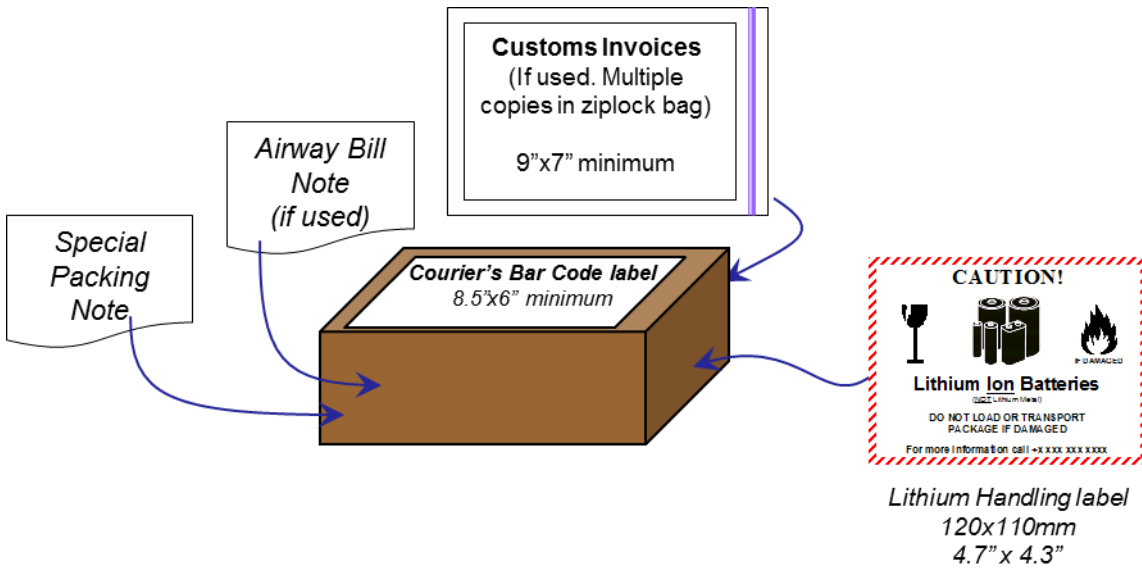 Customs Invoices
(If used. Multiple
copies in ziplock bag)
9”x7” minimum
Airway Bill
Note
(if used)
Special
Packing
Note
Courier’s Bar Code label
8.5”x6” minimum
CAUTION!
IF DAMAGED
Lithium Ion Batteries
(NOT Lithium Metal)
DO NOT LOAD OR TRANSPORT
PACKAGE IF DAMAGED
For more Information call +x xxx xxx xxxx
Lithium Handling label
120x110mm
4.7” x 4.3”